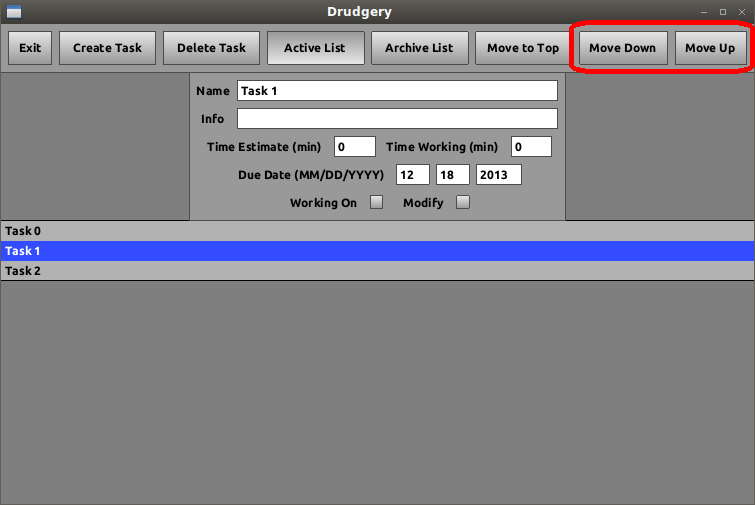 Drudgery
Exit Create Task Delete Task Active List Archive List Move to Top Move Down Move Up
Name Task 1
Info
Time Estimate (min) 0 Time Working (min) 0
Due Date (MM/DD/YYYY) 12 18 2013
Working On Modify
Task 0
Task 1
Task 2